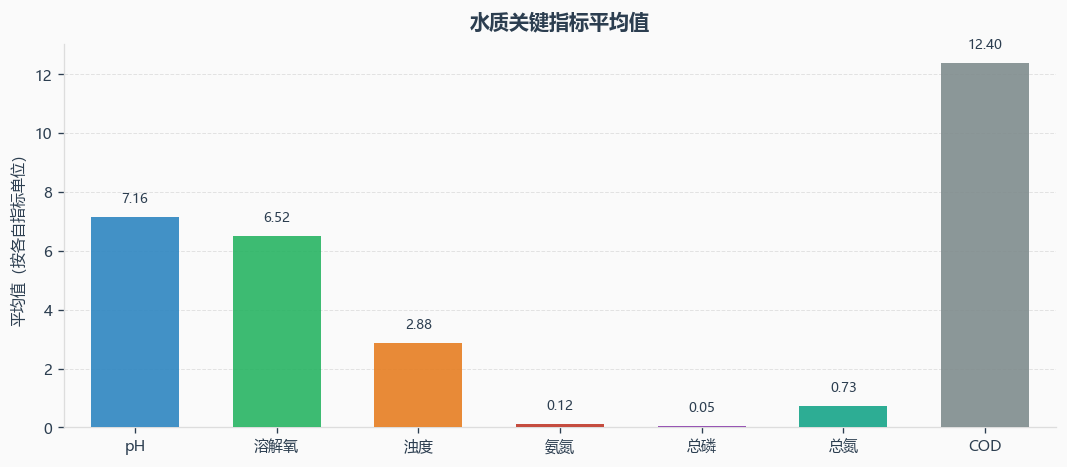 水质关键指标平均值
平均值（按各自指标单位）
12
10
8
6
4
2
0
7.16
6.52
2.88
0.12
0.05
0.73
12.40
pH
溶解氧
浊度
氨氮
总磷
总氮
COD